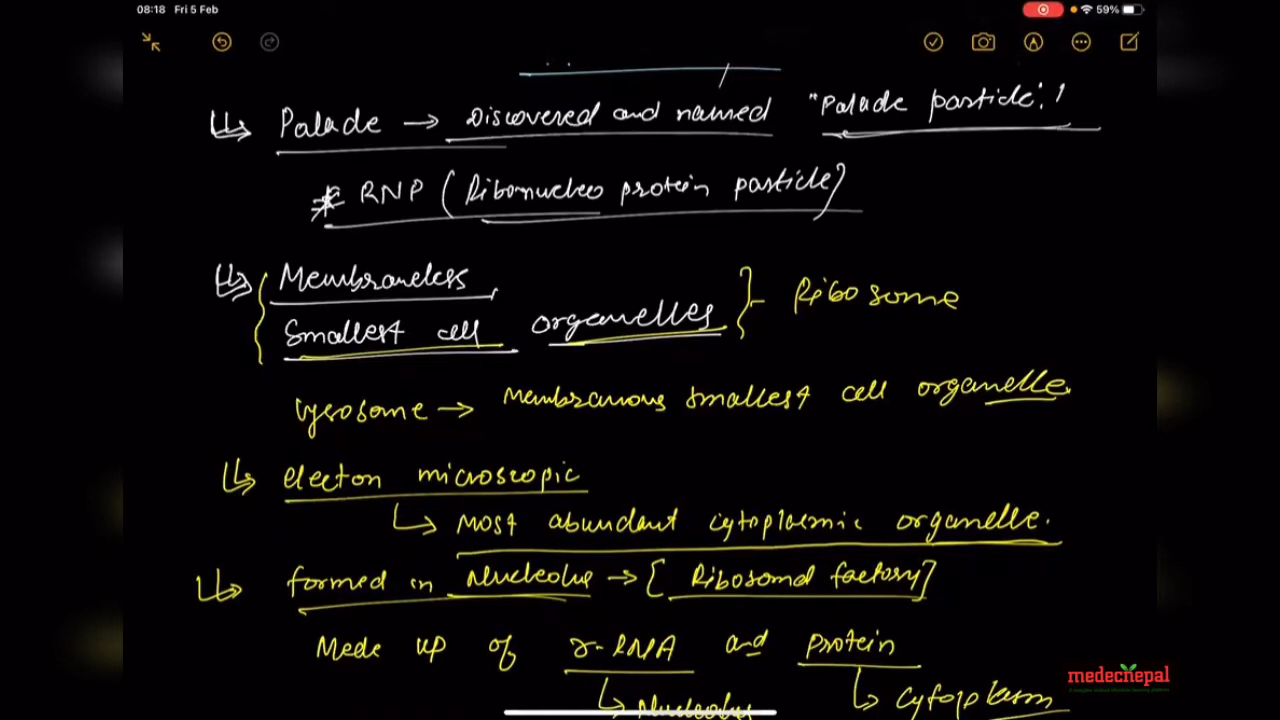 08:18 Fri 5 Feb 59%
Palade → Discovered and named "Palade particle."
* RNP (Ribonucleo protein particle)
Membraneless
Smallest cell organelles } - Ribosome
Lysosome → Membranous smallest cell organelle.
electon microscopic
Most abundant cytoplasmic organelle.
formed in Nucleolus → [Ribosomal factory]
Made up of r-RNA and protein
Nucleolus Cytoplasm
medecnepal